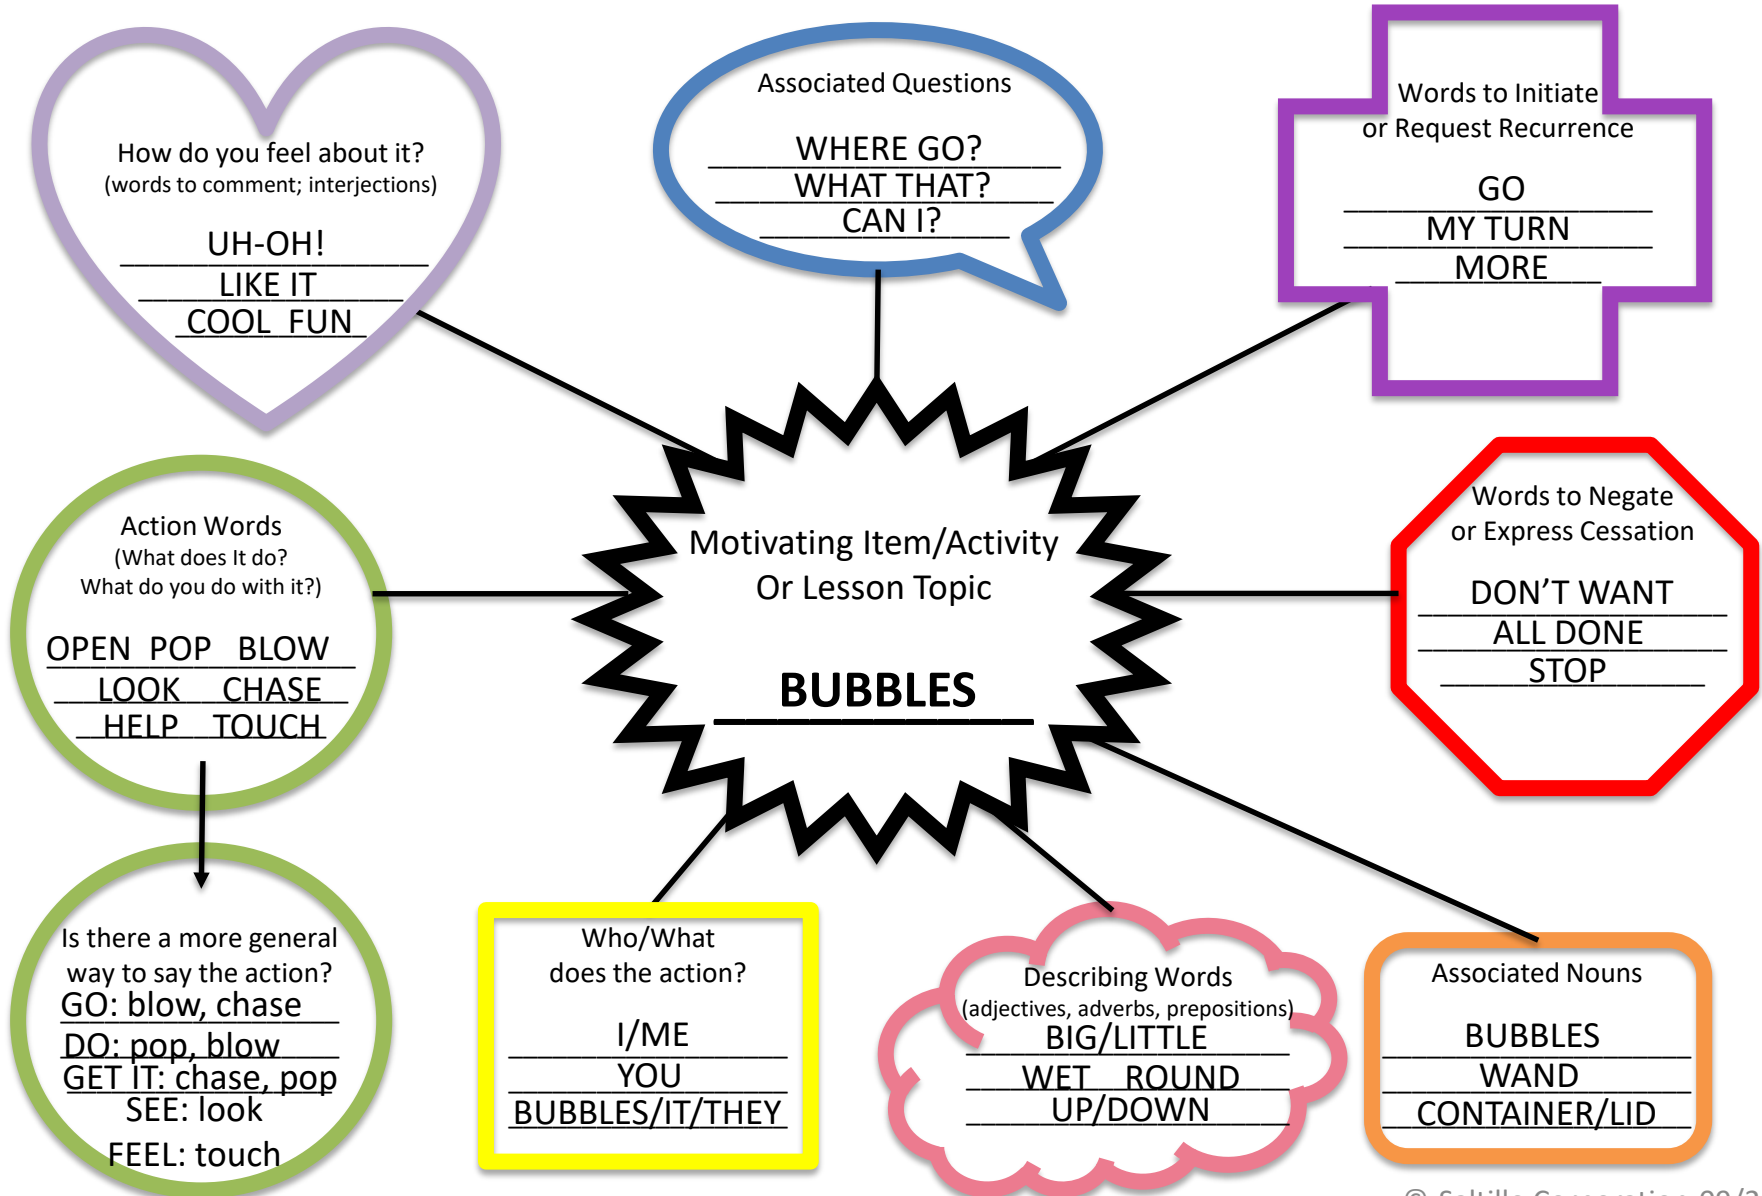 How do you feel about it?
(words to comment; interjections)
UH-OH!
LIKE IT
COOL FUN
Associated Questions
WHERE GO?
WHAT THAT?
CAN I?
Words to Initiate
or Request Recurrence
GO
MY TURN
MORE
Action Words
(What does It do?
What do you do with it?)
OPEN POP BLOW
LOOK CHASE
HELP TOUCH
Motivating Item/Activity
Or Lesson Topic
BUBBLES
Words to Negate
or Express Cessation
DON'T WANT
ALL DONE
STOP
Is there a more general
way to say the action?
GO: blow, chase
DO: pop, blow
GET IT: chase, pop
SEE: look
FEEL: touch
Who/What
does the action?
I/ME
YOU
BUBBLES/IT/THEY
Describing Words
(adjectives, adverbs, prepositions)
BIG/LITTLE
WET ROUND
UP/DOWN
Associated Nouns
BUBBLES
WAND
CONTAINER/LID